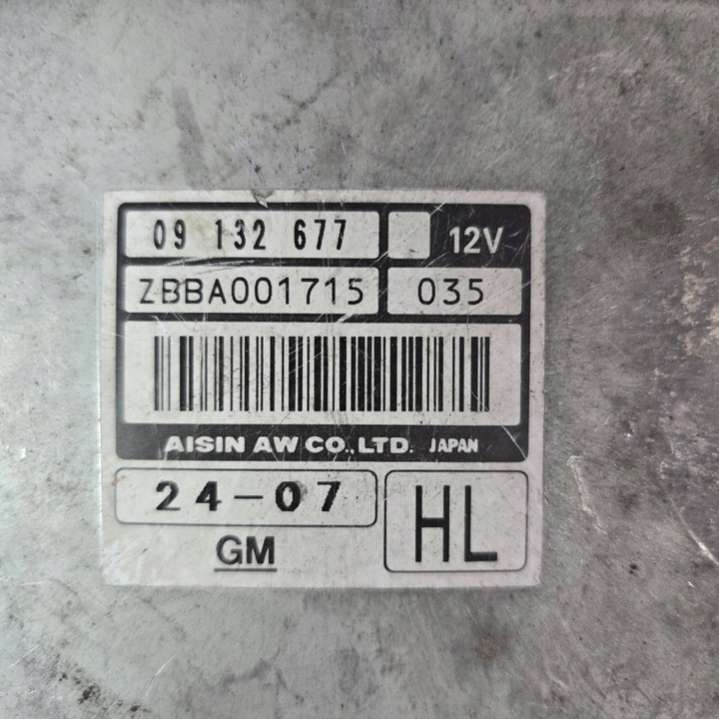 09 132 677 12V
ZBBA001715 035
AISIN AW CO.,LTD. JAPAN
24-07 HL
GM